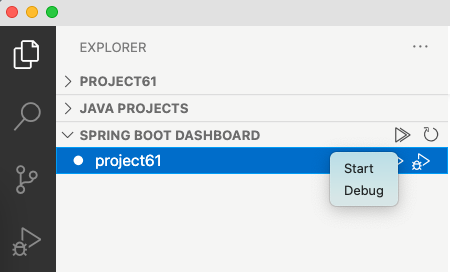 EXPLORER
PROJECT61
JAVA PROJECTS
SPRING BOOT DASHBOARD
project61
Start
Debug